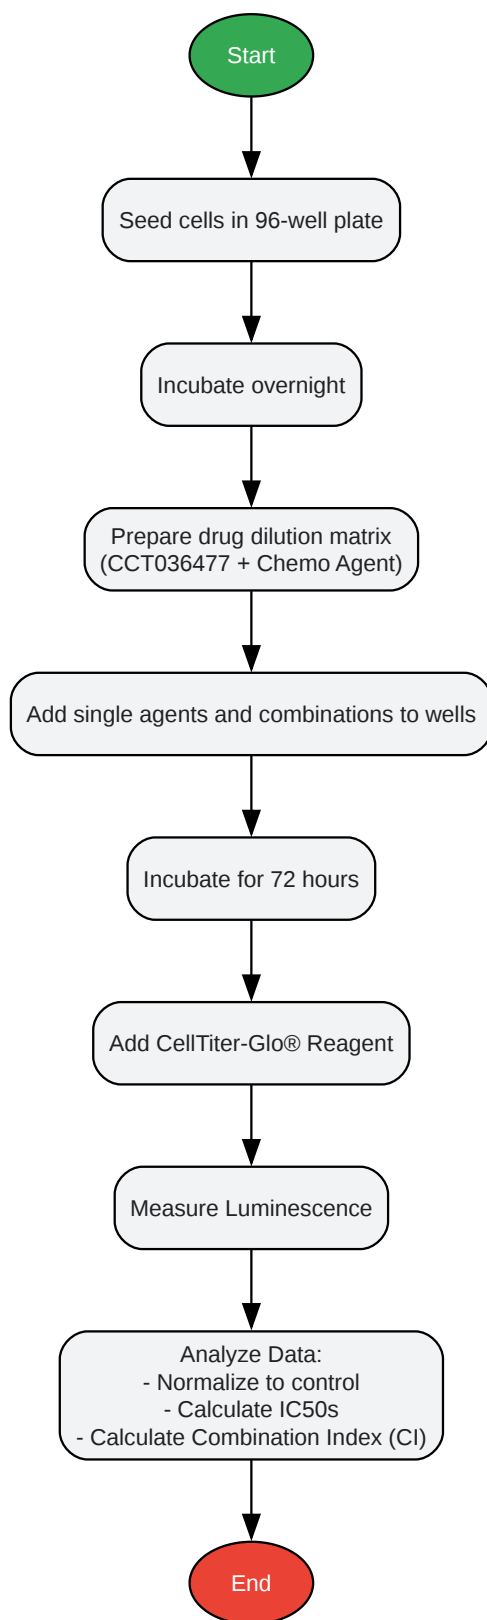 Start
Seed cells in 96-well plate
Incubate overnight
Prepare drug dilution matrix
(CCT036477 + Chemo Agent)
Add single agents and combinations to wells
Incubate for 72 hours
Add CellTiter-Glo® Reagent
Measure Luminescence
Analyze Data:
- Normalize to control
- Calculate IC50s
- Calculate Combination Index (CI)
End